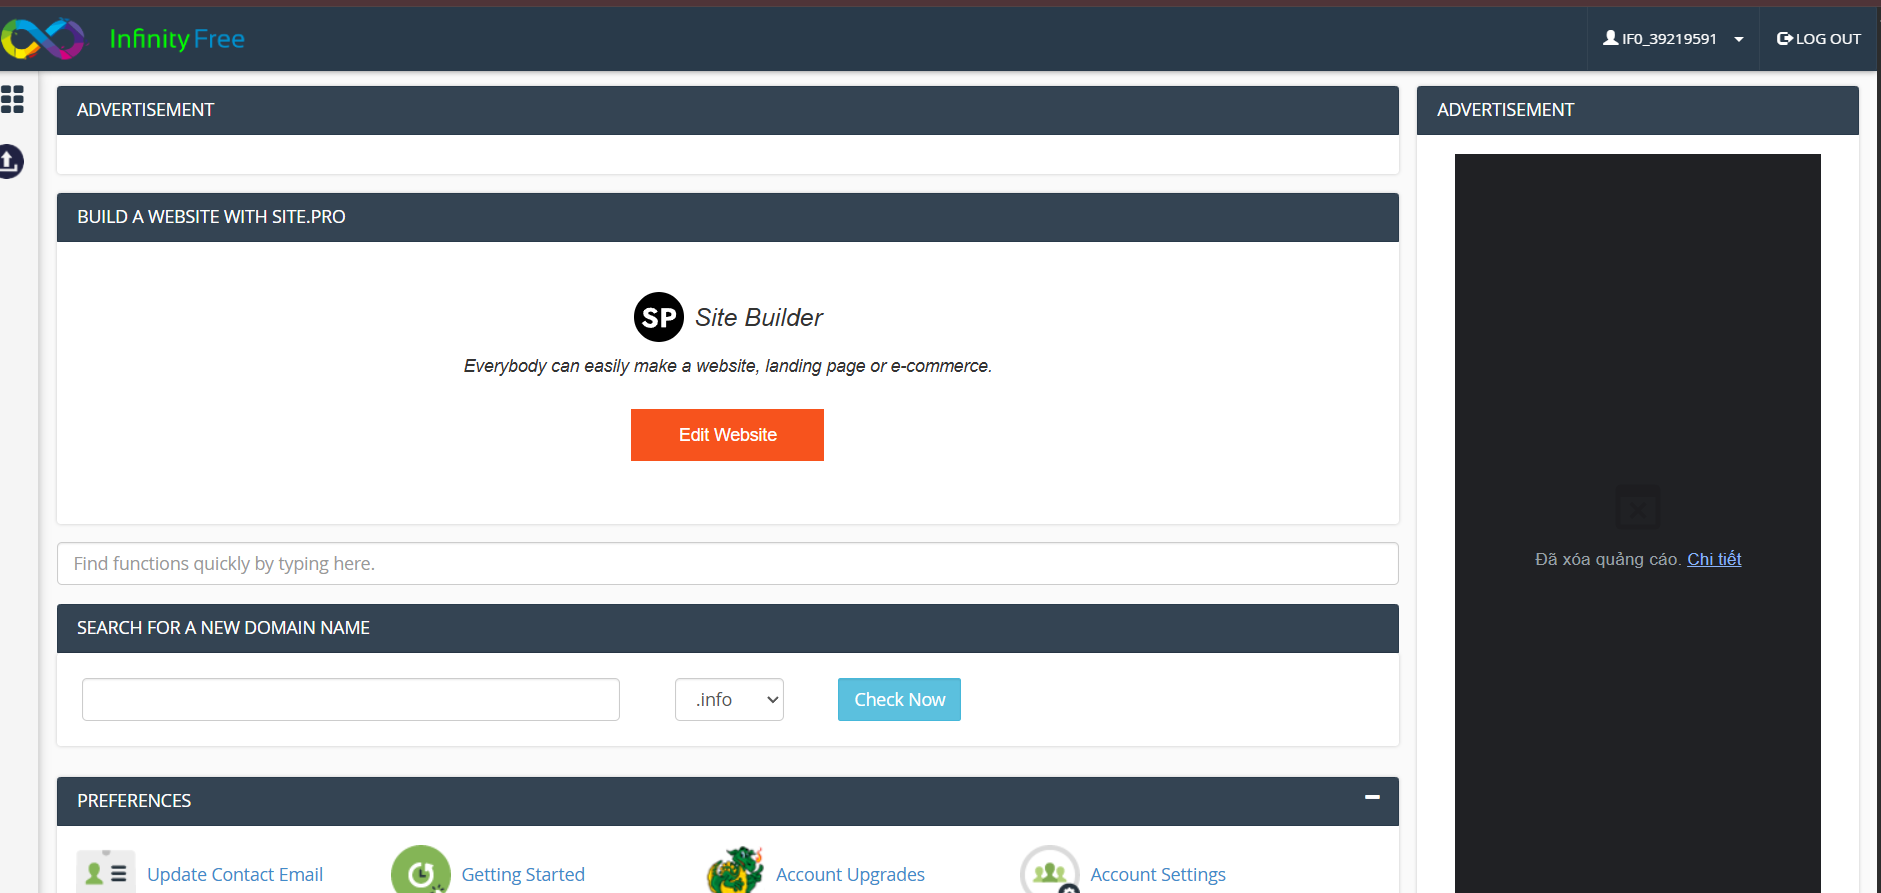 Infinity Free
IF0_39219591
LOG OUT
ADVERTISEMENT
BUILD A WEBSITE WITH SITE.PRO
SP Site Builder
Everybody can easily make a website, landing page or e-commerce.
Edit Website
Find functions quickly by typing here.
SEARCH FOR A NEW DOMAIN NAME
.info
Check Now
PREFERENCES
Update Contact Email
Getting Started
Account Upgrades
Account Settings
ADVERTISEMENT
Đã xóa quảng cáo. Chi tiết